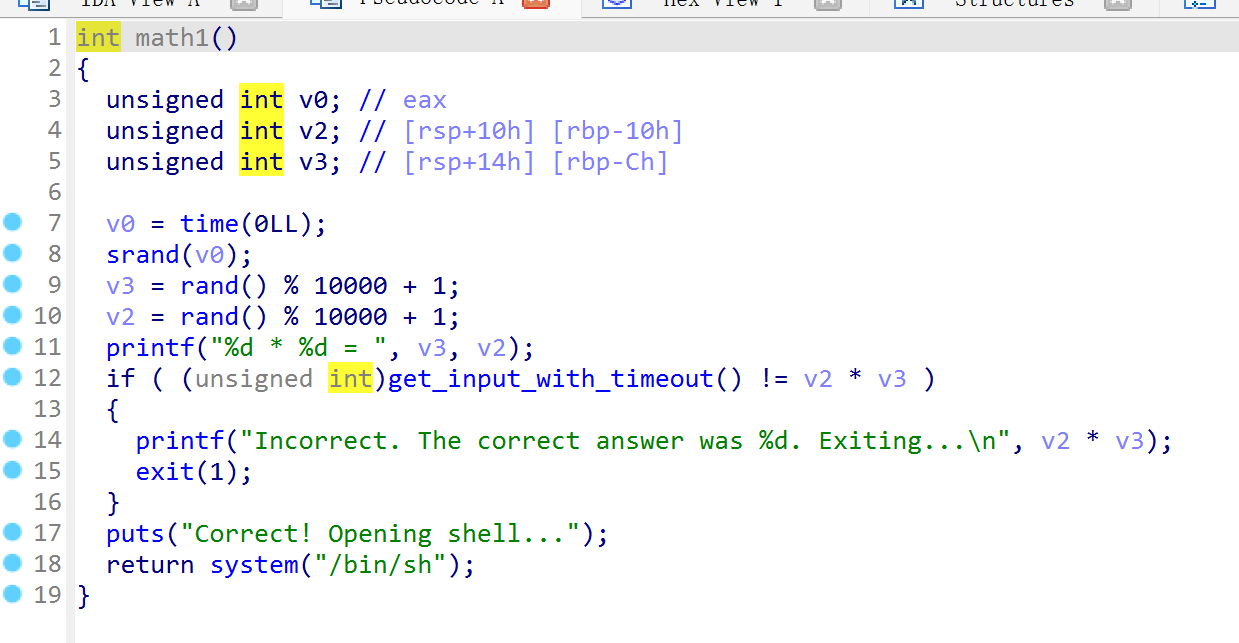 IDA View-A Pseudocode-A Hex View-1 Structures
1 int math1()
2 {
3 unsigned int v0; // eax
4 unsigned int v2; // [rsp+10h] [rbp-10h]
5 unsigned int v3; // [rsp+14h] [rbp-Ch]
6
7 v0 = time(0LL);
8 srand(v0);
9 v3 = rand() % 10000 + 1;
10 v2 = rand() % 10000 + 1;
11 printf("%d * %d = ", v3, v2);
12 if ( (unsigned int)get_input_with_timeout() != v2 * v3 )
13 {
14 printf("Incorrect. The correct answer was %d. Exiting...\n", v2 * v3);
15 exit(1);
16 }
17 puts("Correct! Opening shell...");
18 return system("/bin/sh");
19 }